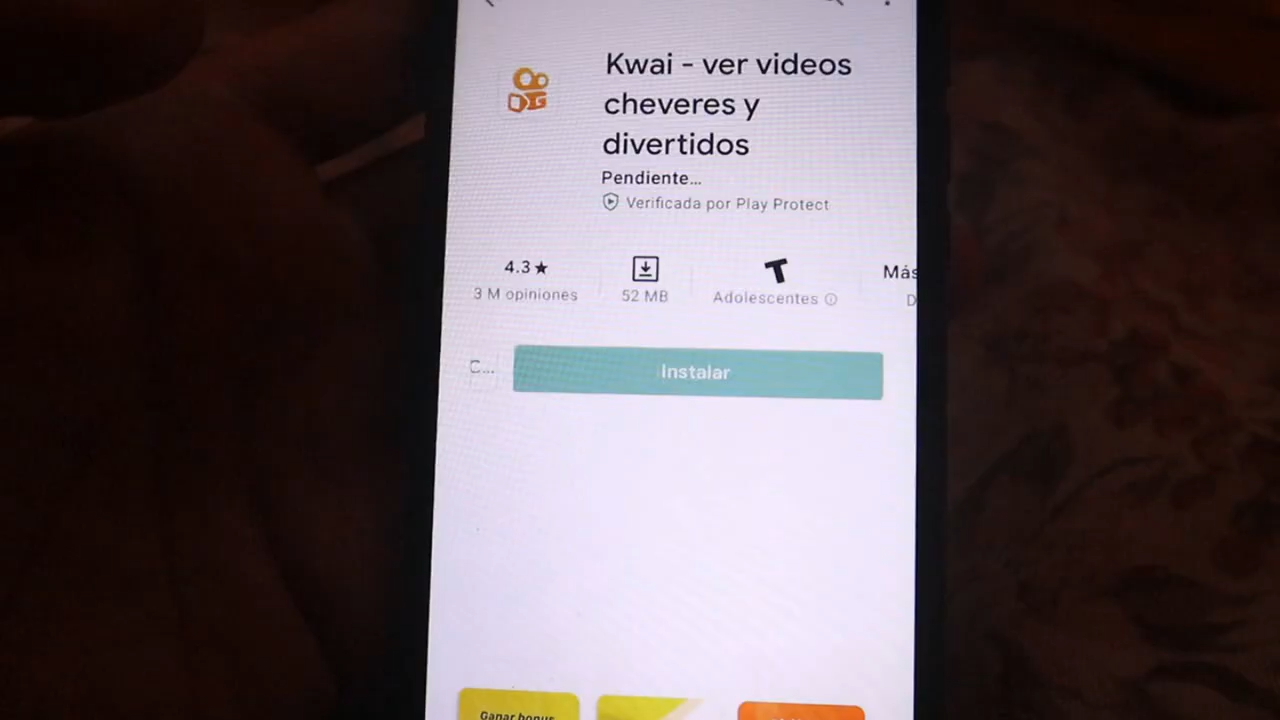 Kwai - ver videos
cheveres y
divertidos
Pendiente...
Verificada por Play Protect
4.3★
3 M opiniones
52 MB
Adolescentes
Más
D
C...
Instalar
Ganar bonus